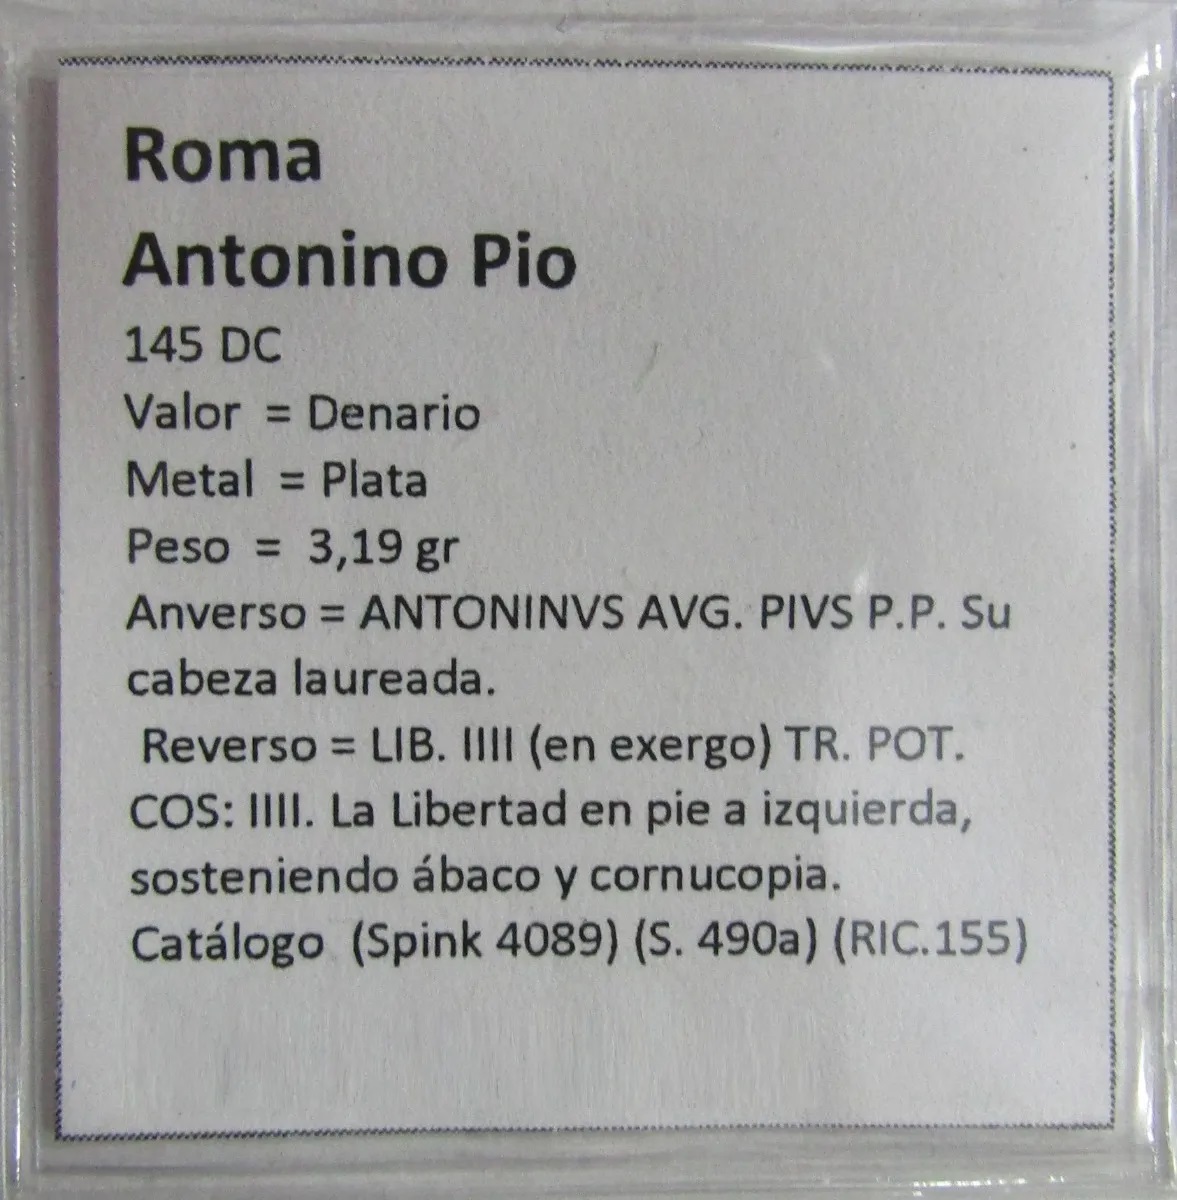 Roma
Antonino Pio
145 DC
Valor = Denario
Metal = Plata
Peso = 3,19 gr
Anverso = ANTONINVS AVG. PIVS P.P. Su
cabeza laureada.
Reverso = LIB. IIII (en exergo) TR. POT.
COS: IIII. La Libertad en pie a izquierda,
sosteniendo ábaco y cornucopia.
Catálogo (Spink 4089) (S. 490a) (RIC.155)